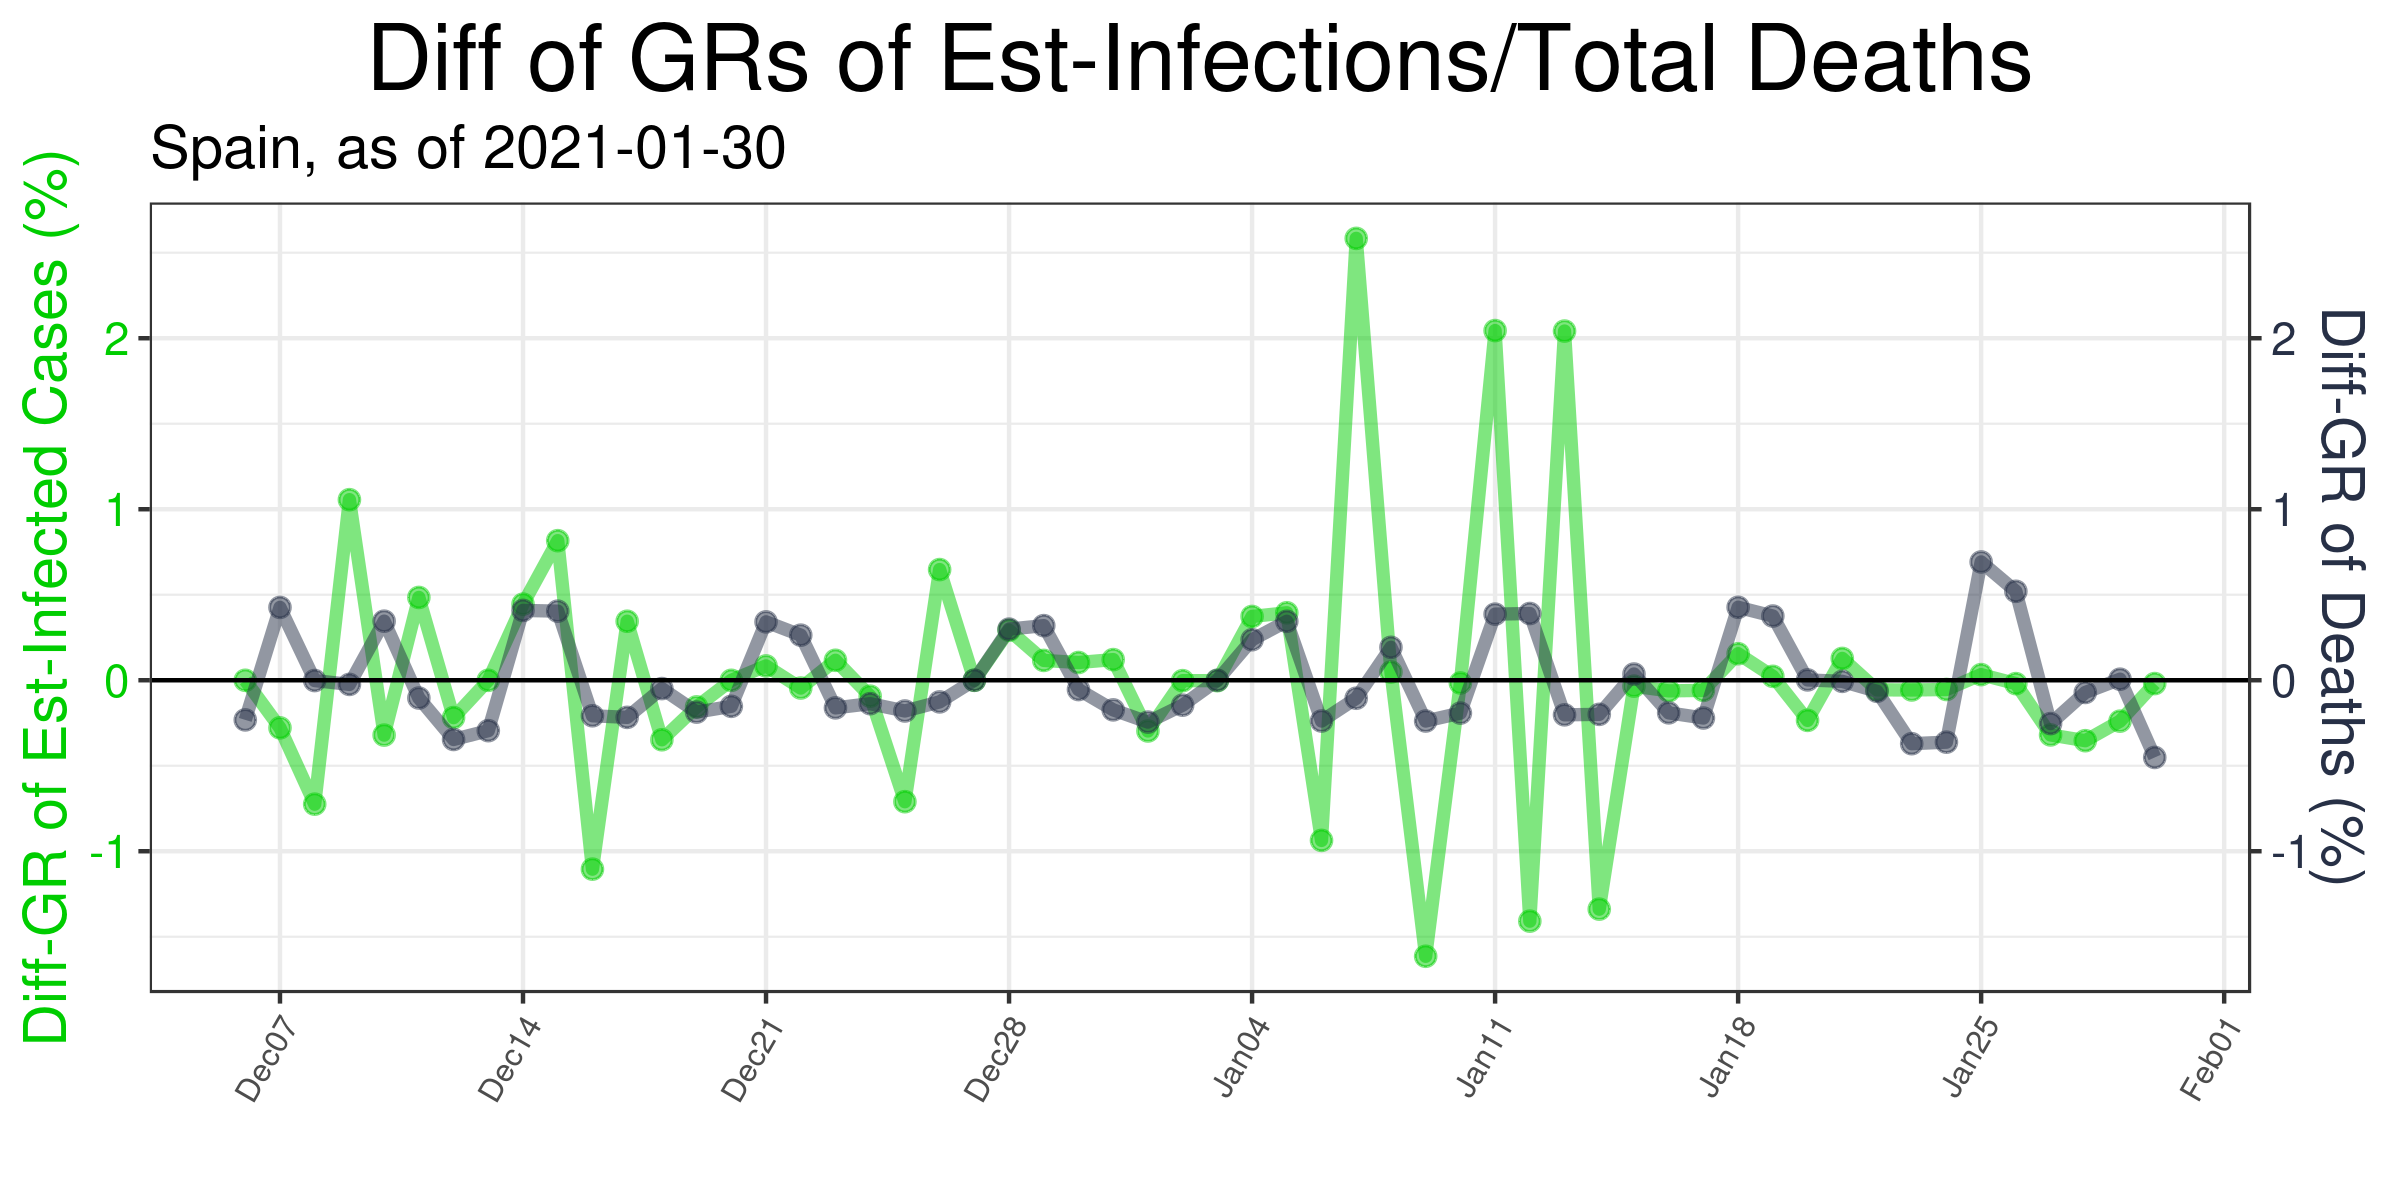 Diff of GRs of Est-Infections/Total Deaths
Spain, as of 2021-01-30
Diff-GR of Est-Infected Cases (%)
2
1
0
-1
2
1
0
-1
Diff-GR of Deaths (%)
Dec07
Dec14
Dec21
Dec28
Jan04
Jan11
Jan18
Jan25
Feb01